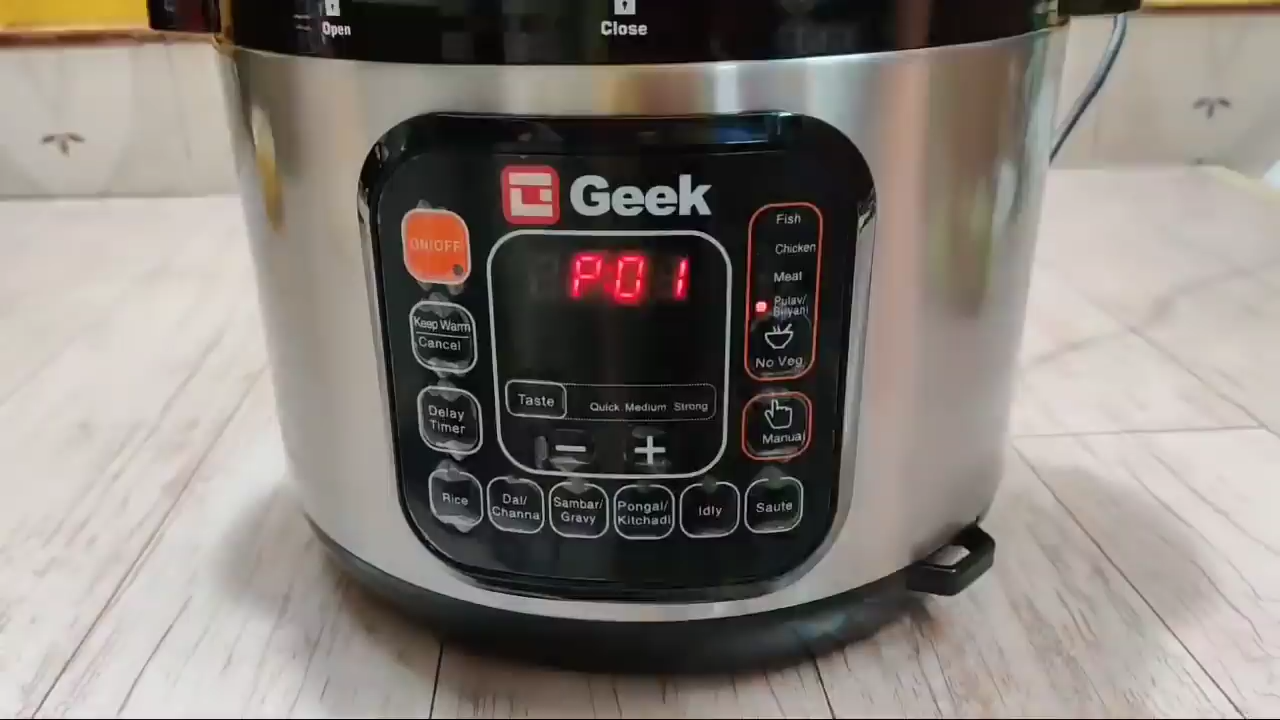 Open
Close
Geek
ON/OFF
P01
Fish
Chicken
Meat
Pulav/
Biriyani
No Veg
Keep Warm
Cancel
Taste
Quick Medium Strong
Delay
Timer
Manual
− +
Rice
Dal/
Channa
Sambar/
Gravy
Pongal/
Kitchadi
Idly
Saute